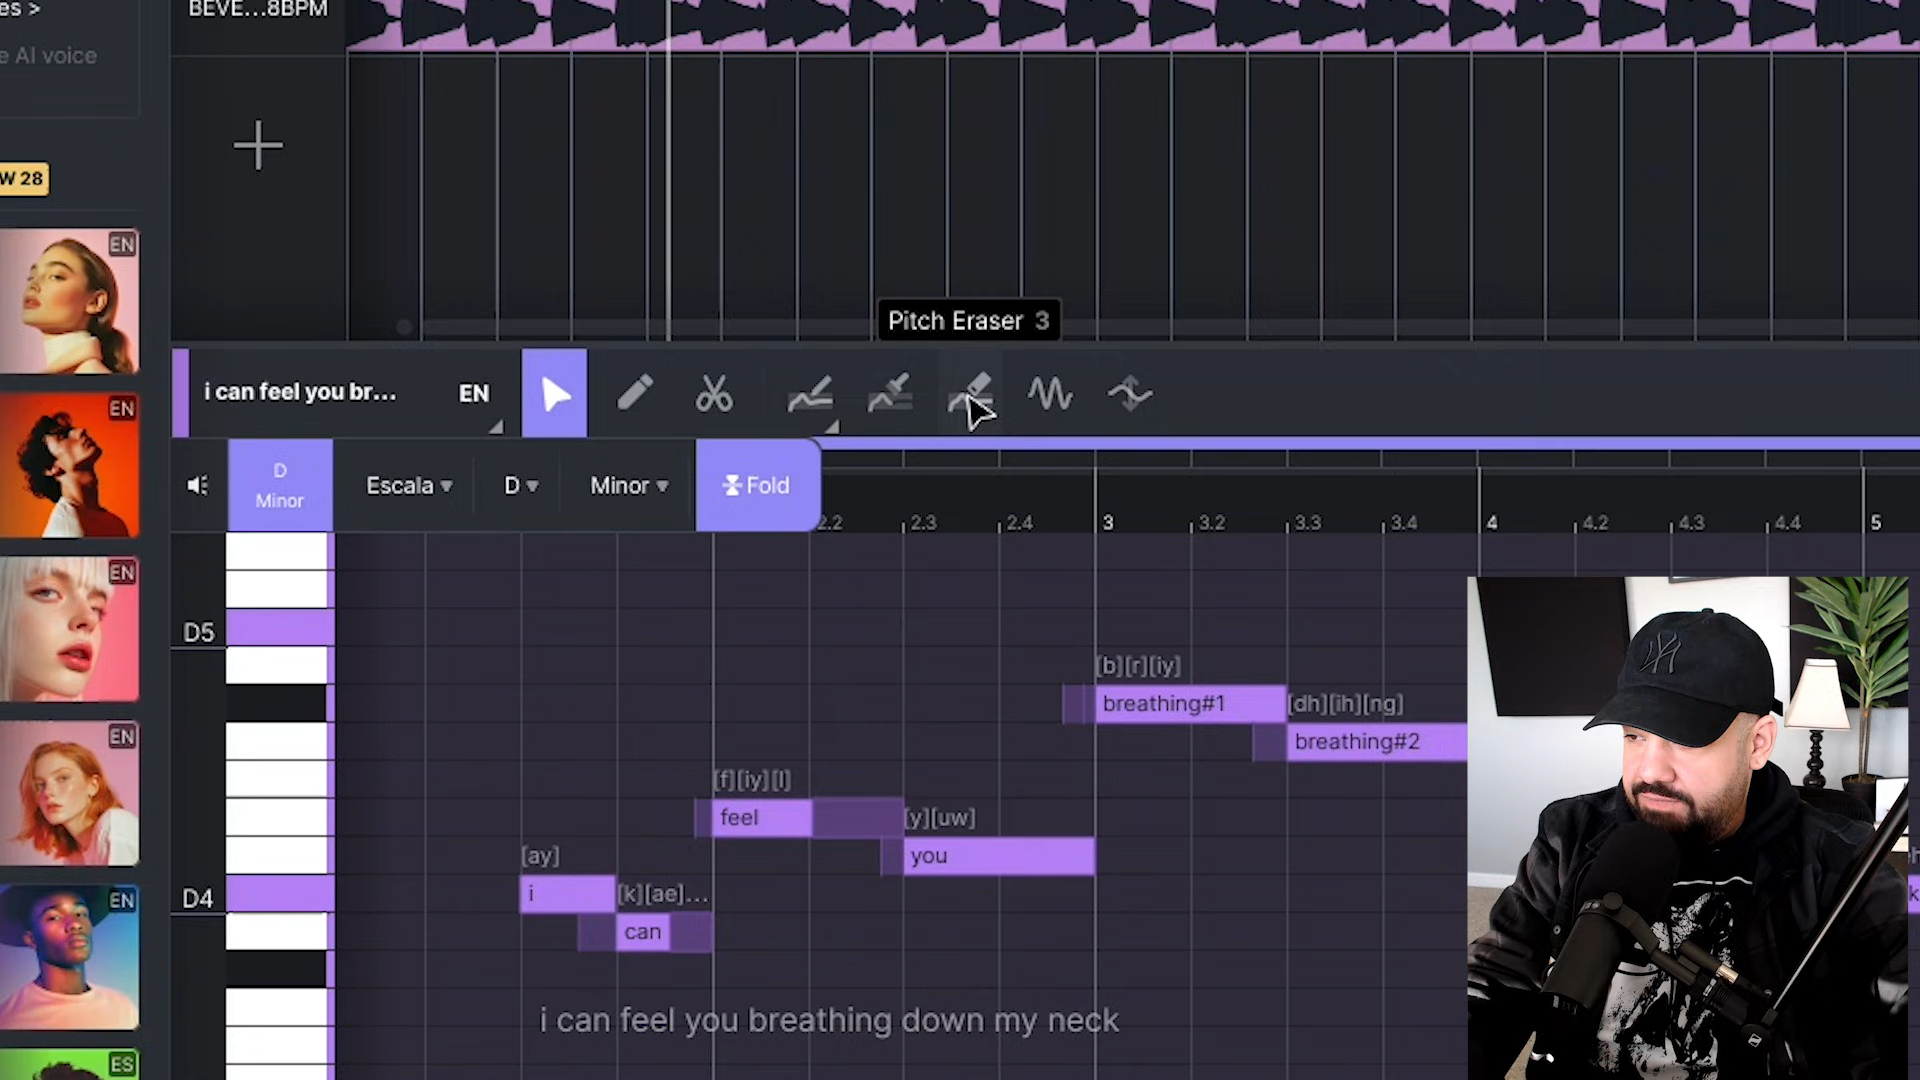 es >
BEVE...8BPM
e AI voice
W 28
EN
Pitch Eraser 3
i can feel you br...
EN
EN
D
Minor
Escala
D
Minor
Fold
2.2
2.3
2.4
3
3.2
3.3
3.4
4
4.2
4.3
4.4
5
EN
D5
[b][r][iy]
breathing#1
[dh][ih][ng]
breathing#2
EN
[f][iy][l]
feel
[y][uw]
you
[ay]
D4
i
[k][ae]...
can
EN
i can feel you breathing down my neck
ES